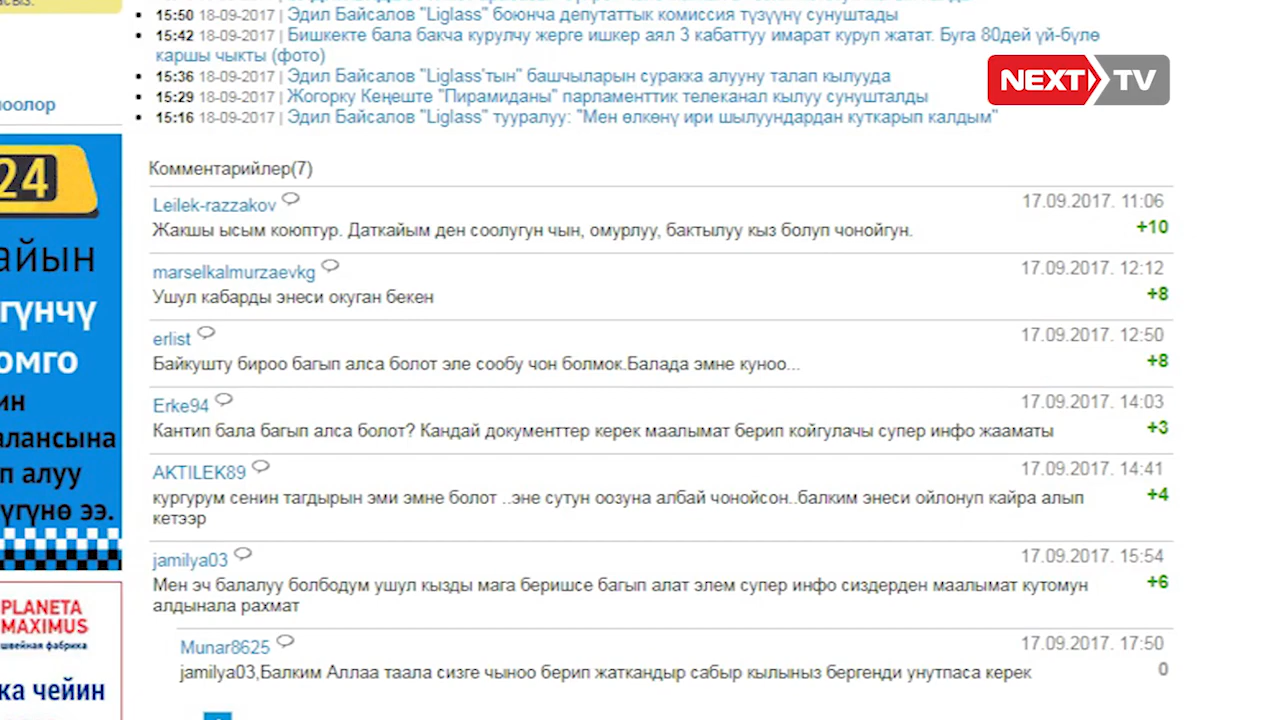 15:50 18-09-2017 | Эдил Байсалов "Liglass" боюнча депутаттык комиссия түзүүнү сунуштады
15:42 18-09-2017 | Бишкекте бала бакча курулчу жерге ишкер аял 3 кабаттуу имарат куруп жатат. Буга 80дей үй-бүлө
каршы чыкты (фото)
15:36 18-09-2017 | Эдил Байсалов "Liglass'тын" башчыларын суракка алууну талап кылууда
15:29 18-09-2017 | Жогорку Кеңеште "Пирамиданы" парламенттик телеканал кылуу сунушталды
15:16 18-09-2017 | Эдил Байсалов "Liglass" тууралуу: "Мен өлкөнү ири шылуундардан куткарып калдым"
NEXT TV
ноолор
24
айын
гүнчү
омго
ин
алансына
п алуу
үгүнө ээ.
PLANETA
MAXIMUS
швейная фабрика
ка чейин
Комментарийлер(7)
Leilek-razzakov 17.09.2017. 11:06
Жакшы ысым коюптур. Даткайым ден соолугун чын, омурлуу, бактылуу кыз болуп чонойгун. +10
marselkalmurzaevkg 17.09.2017. 12:12
Ушул кабарды энеси окуган бекен +8
erlist 17.09.2017. 12:50
Байкушту бироо багып алса болот эле сообу чон болмок.Балада эмне куноо... +8
Erke94 17.09.2017. 14:03
Кантип бала багып алса болот? Кандай документтер керек маалымат берип койгулачы супер инфо жааматы +3
AKTILEK89 17.09.2017. 14:41
кургурум сенин тагдырын эми эмне болот ..эне сутун оозуна албай чонойсон..балким энеси ойлонуп кайра алып +4
кетээр
jamilya03 17.09.2017. 15:54
Мен эч балалуу болбодум ушул кызды мага беришсе багып алат элем супер инфо сиздерден маалымат кутомун +6
алдынала рахмат
Munar8625 17.09.2017. 17:50
jamilya03,Балким Аллаа таала сизге чыноо берип жаткандыр сабыр кылыныз бергенди унутпаса керек 0